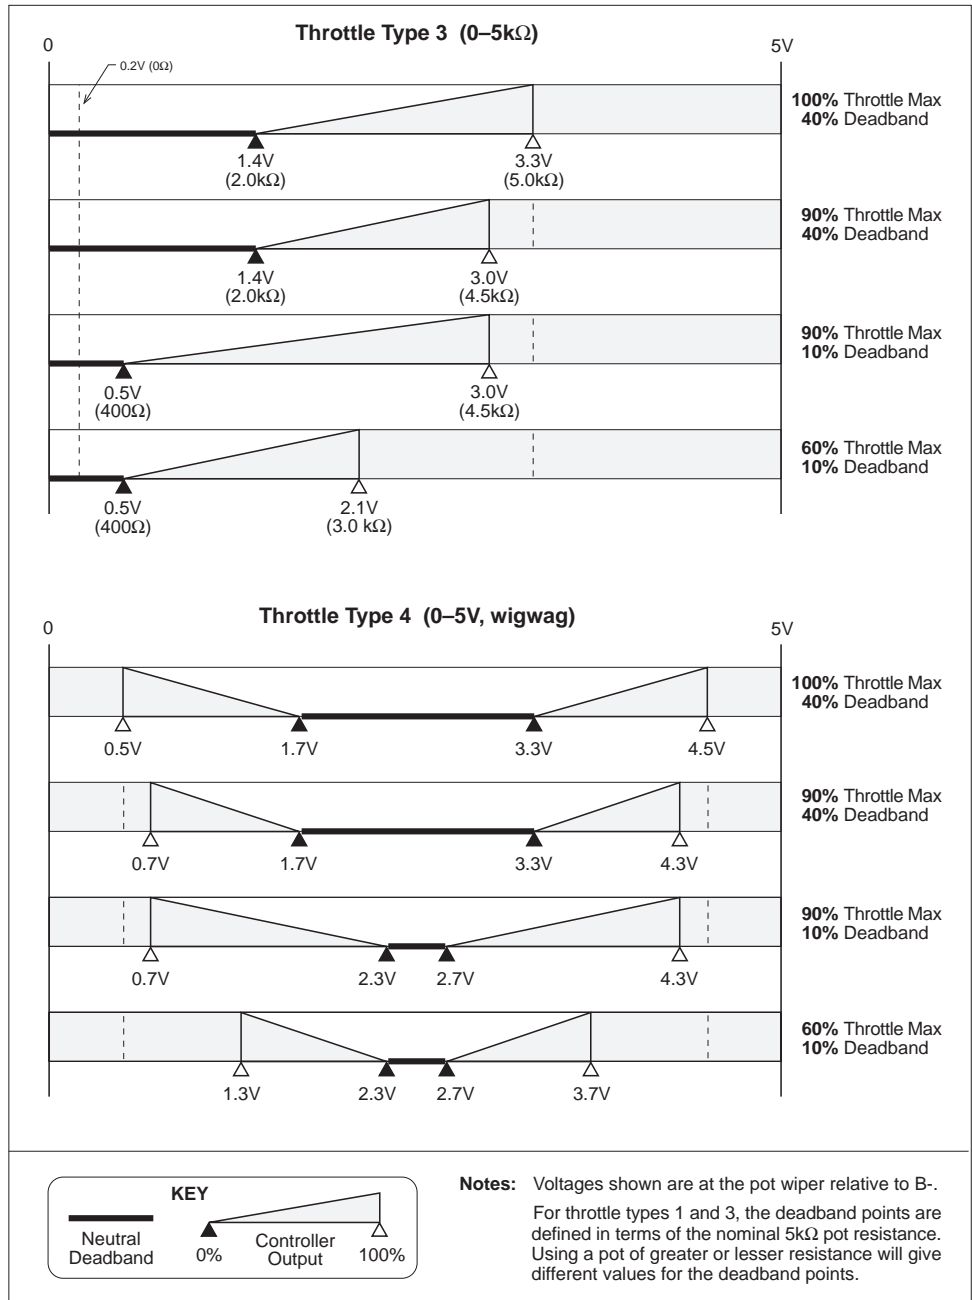 Throttle Type 3 (0–5kΩ)
0
5V
0.2V (0Ω)
100% Throttle Max
40% Deadband
1.4V
(2.0kΩ)
3.3V
(5.0kΩ)
90% Throttle Max
40% Deadband
1.4V
(2.0kΩ)
3.0V
(4.5kΩ)
90% Throttle Max
10% Deadband
0.5V
(400Ω)
3.0V
(4.5kΩ)
60% Throttle Max
10% Deadband
0.5V
(400Ω)
2.1V
(3.0 kΩ)
Throttle Type 4 (0–5V, wigwag)
0
5V
100% Throttle Max
40% Deadband
0.5V
1.7V
3.3V
4.5V
90% Throttle Max
40% Deadband
0.7V
1.7V
3.3V
4.3V
90% Throttle Max
10% Deadband
0.7V
2.3V
2.7V
4.3V
60% Throttle Max
10% Deadband
1.3V
2.3V
2.7V
3.7V
KEY
Neutral
Deadband
0%
Controller
Output
100%
Notes: Voltages shown are at the pot wiper relative to B-.
For throttle types 1 and 3, the deadband points are
defined in terms of the nominal 5kΩ pot resistance.
Using a pot of greater or lesser resistance will give
different values for the deadband points.